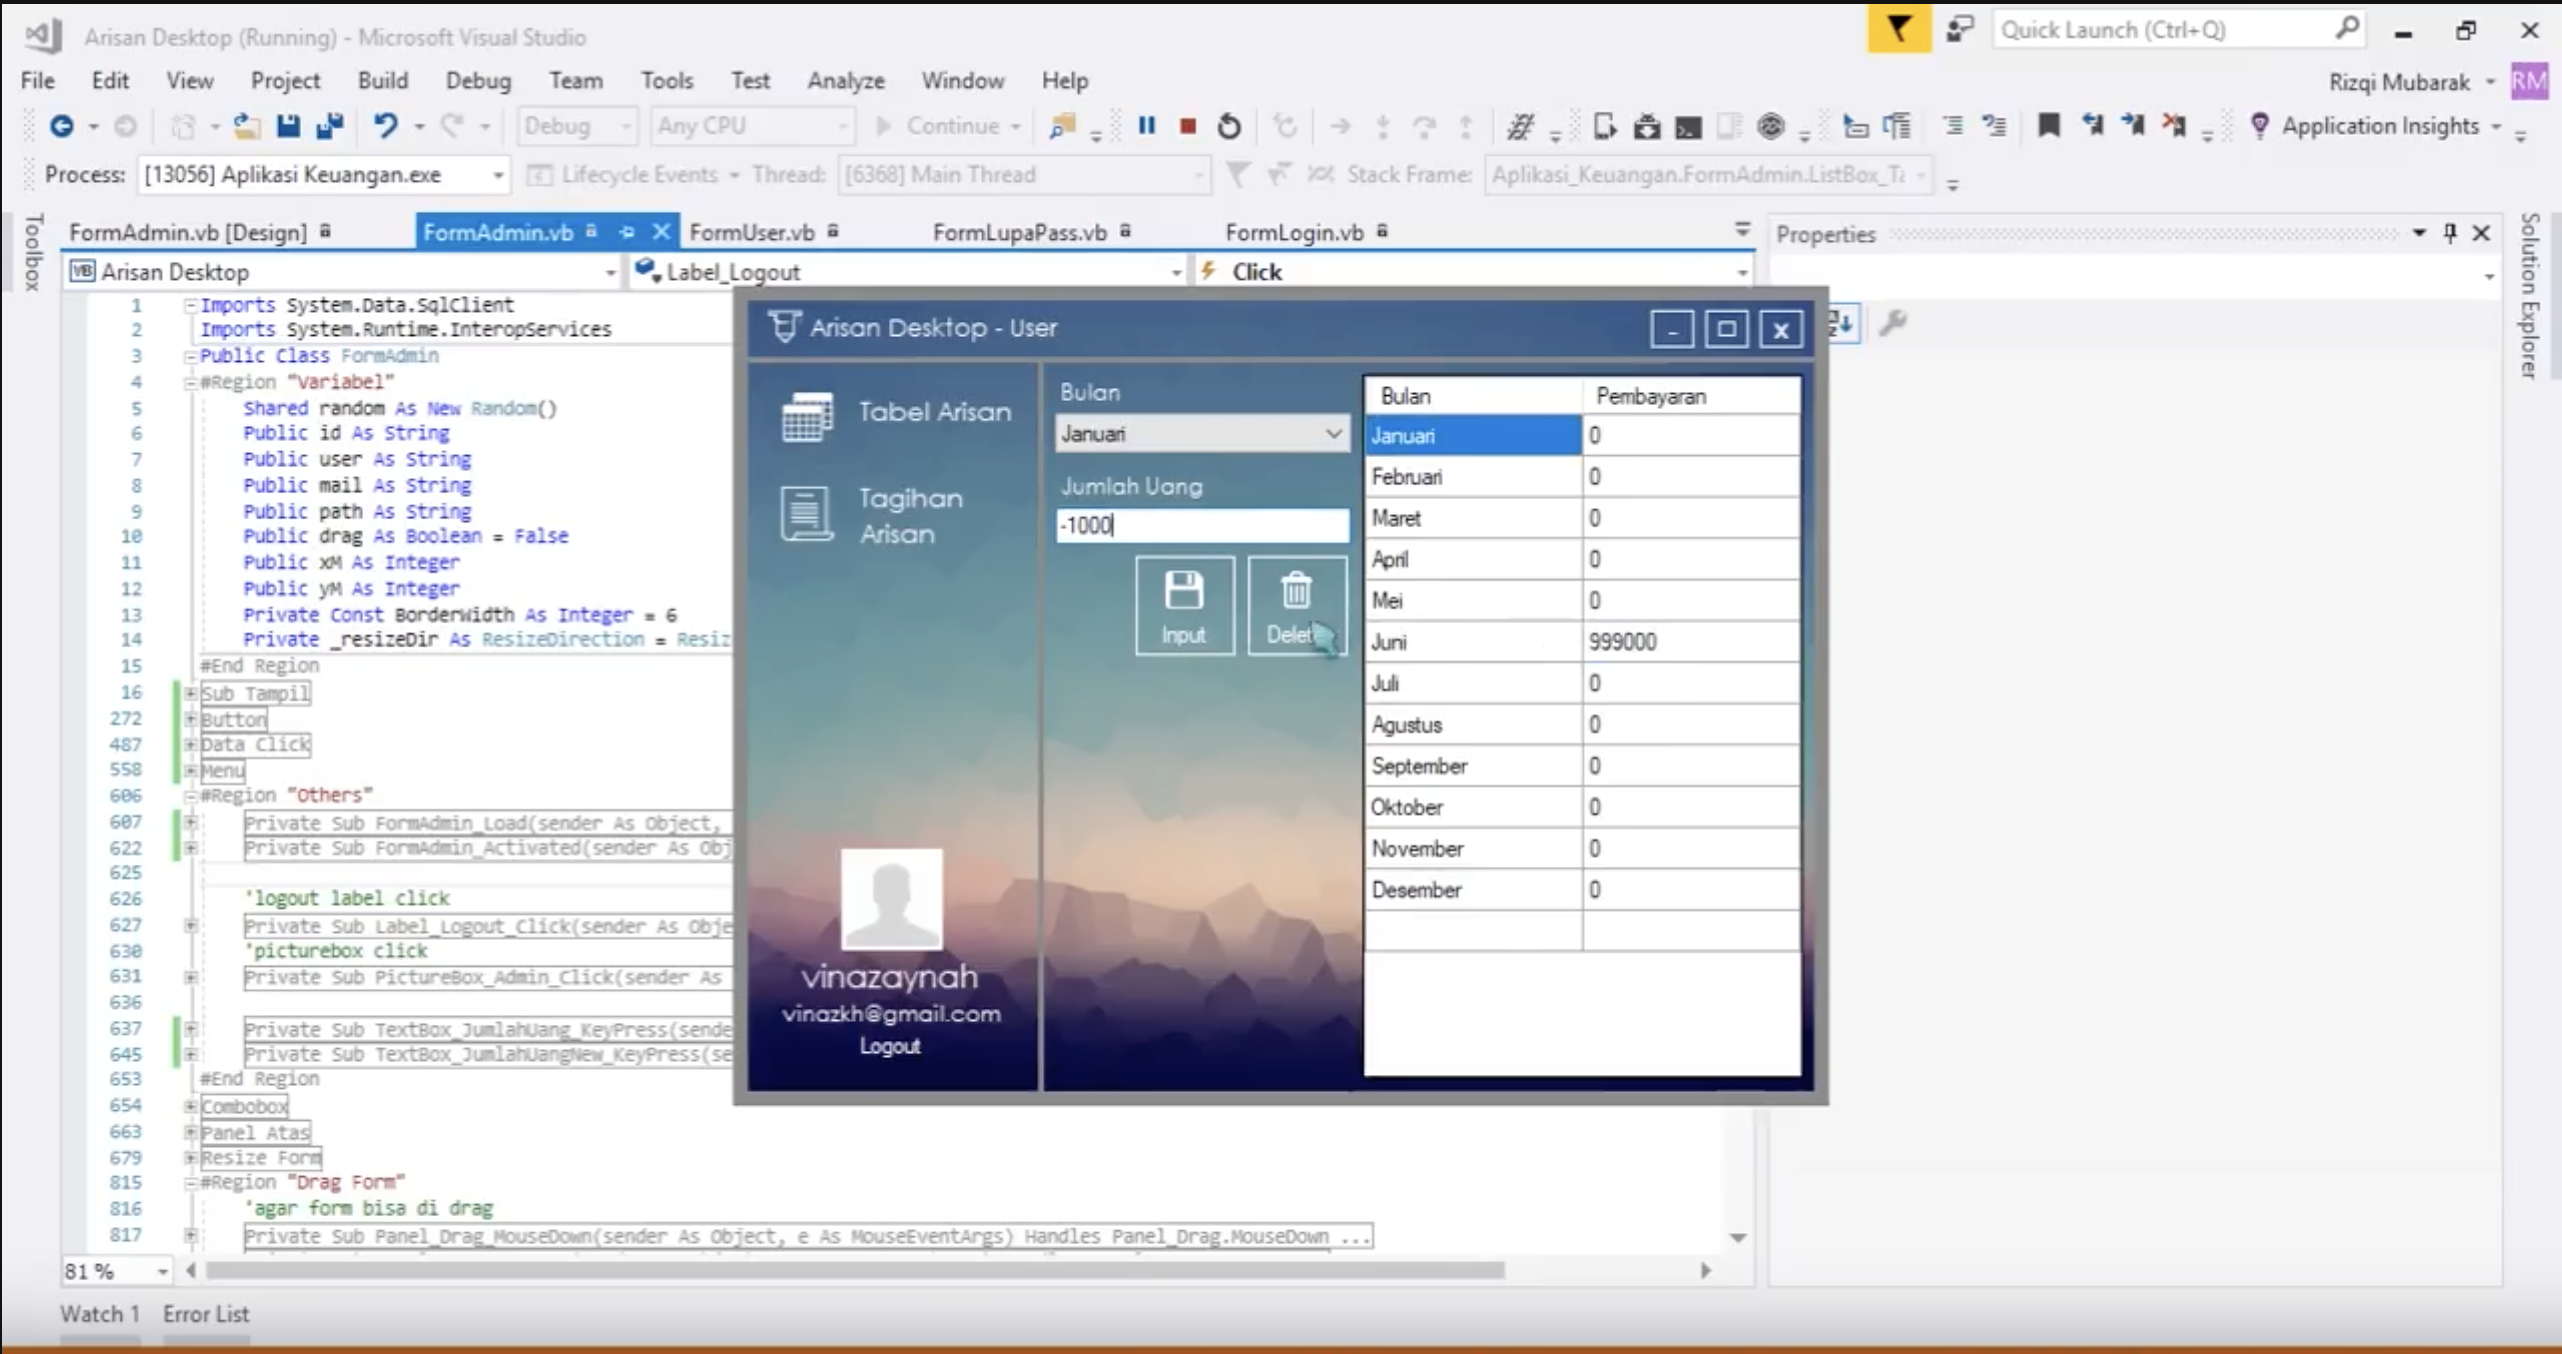 Arisan Desktop (Running) - Microsoft Visual Studio
Quick Launch (Ctrl+Q)
File Edit View Project Build Debug Team Tools Test Analyze Window Help
Rizqi Mubarak RM
Debug Any CPU Continue Application Insights
Process: [13056] Aplikasi Keuangan.exe Lifecycle Events Thread: [6368] Main Thread Stack Frame: Aplikasi_Keuangan.FormAdmin.ListBox_Ta
Toolbox
FormAdmin.vb [Design] FormAdmin.vb FormUser.vb FormLupaPass.vb FormLogin.vb
Properties
Solution Explorer
VB Arisan Desktop Label_Logout Click
1 Imports System.Data.SqlClient
2 Imports System.Runtime.InteropServices
3 Public Class FormAdmin
4 #Region "Variabel"
5 Shared random As New Random()
6 Public id As String
7 Public user As String
8 Public mail As String
9 Public path As String
10 Public drag As Boolean = False
11 Public xM As Integer
12 Public yM As Integer
13 Private Const BorderWidth As Integer = 6
14 Private _resizeDir As ResizeDirection = Resiz
15 #End Region
16 Sub Tampil
272 Button
487 Data Click
558 Menu
606 #Region "Others"
607 Private Sub FormAdmin_Load(sender As Object,
622 Private Sub FormAdmin_Activated(sender As Obj
625
626 'logout label click
627 Private Sub Label_Logout_Click(sender As Obje
630 'picturebox click
631 Private Sub PictureBox_Admin_Click(sender As
636
637 Private Sub TextBox_JumlahUang_KeyPress(sende
645 Private Sub TextBox_JumlahUangNew_KeyPress(se
653 #End Region
654 Combobox
663 Panel Atas
679 Resize Form
815 #Region "Drag Form"
816 'agar form bisa di drag
817 Private Sub Panel_Drag_MouseDown(sender As Object, e As MouseEventArgs) Handles Panel_Drag.MouseDown ...
81 %
Watch 1 Error List
Arisan Desktop - User
Tabel Arisan
Tagihan
Arisan
vinazaynah
vinazkh@gmail.com
Logout
Bulan
Januari
Jumlah Uang
-1000
Input Delet
Bulan Pembayaran
Januari 0
Februari 0
Maret 0
April 0
Mei 0
Juni 999000
Juli 0
Agustus 0
September 0
Oktober 0
November 0
Desember 0